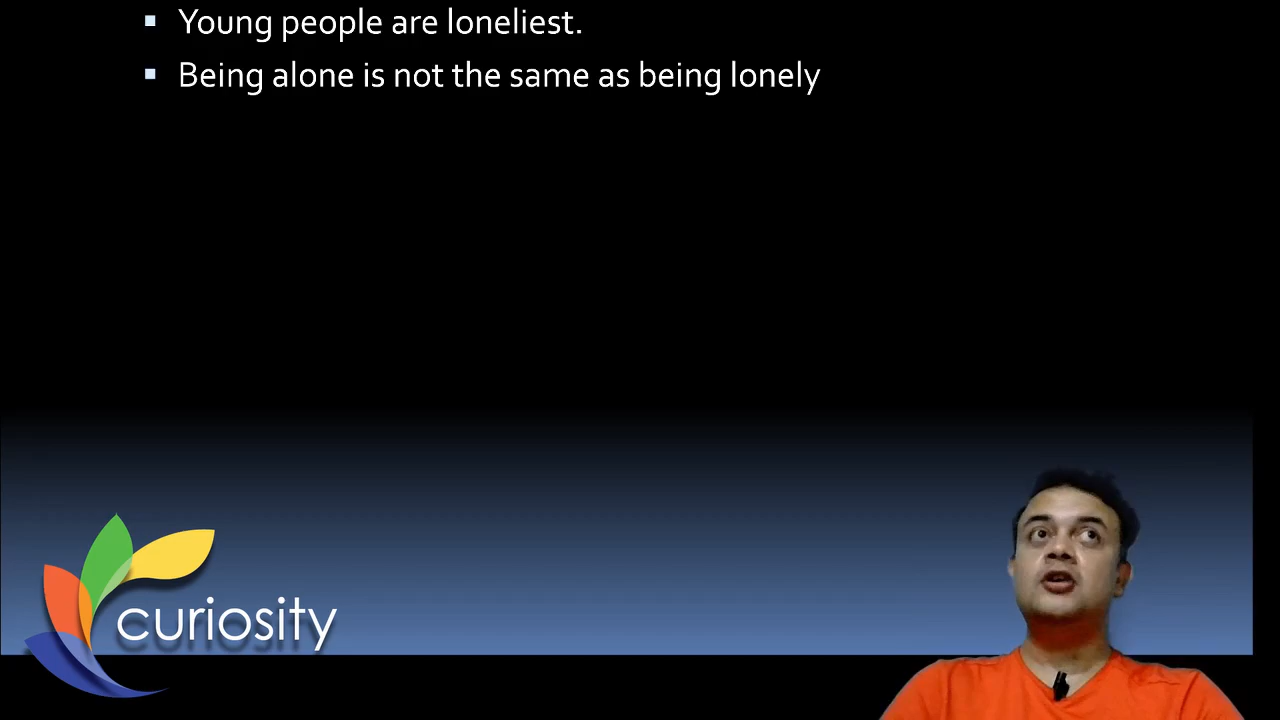 Young people are loneliest.
Being alone is not the same as being lonely
curiosity